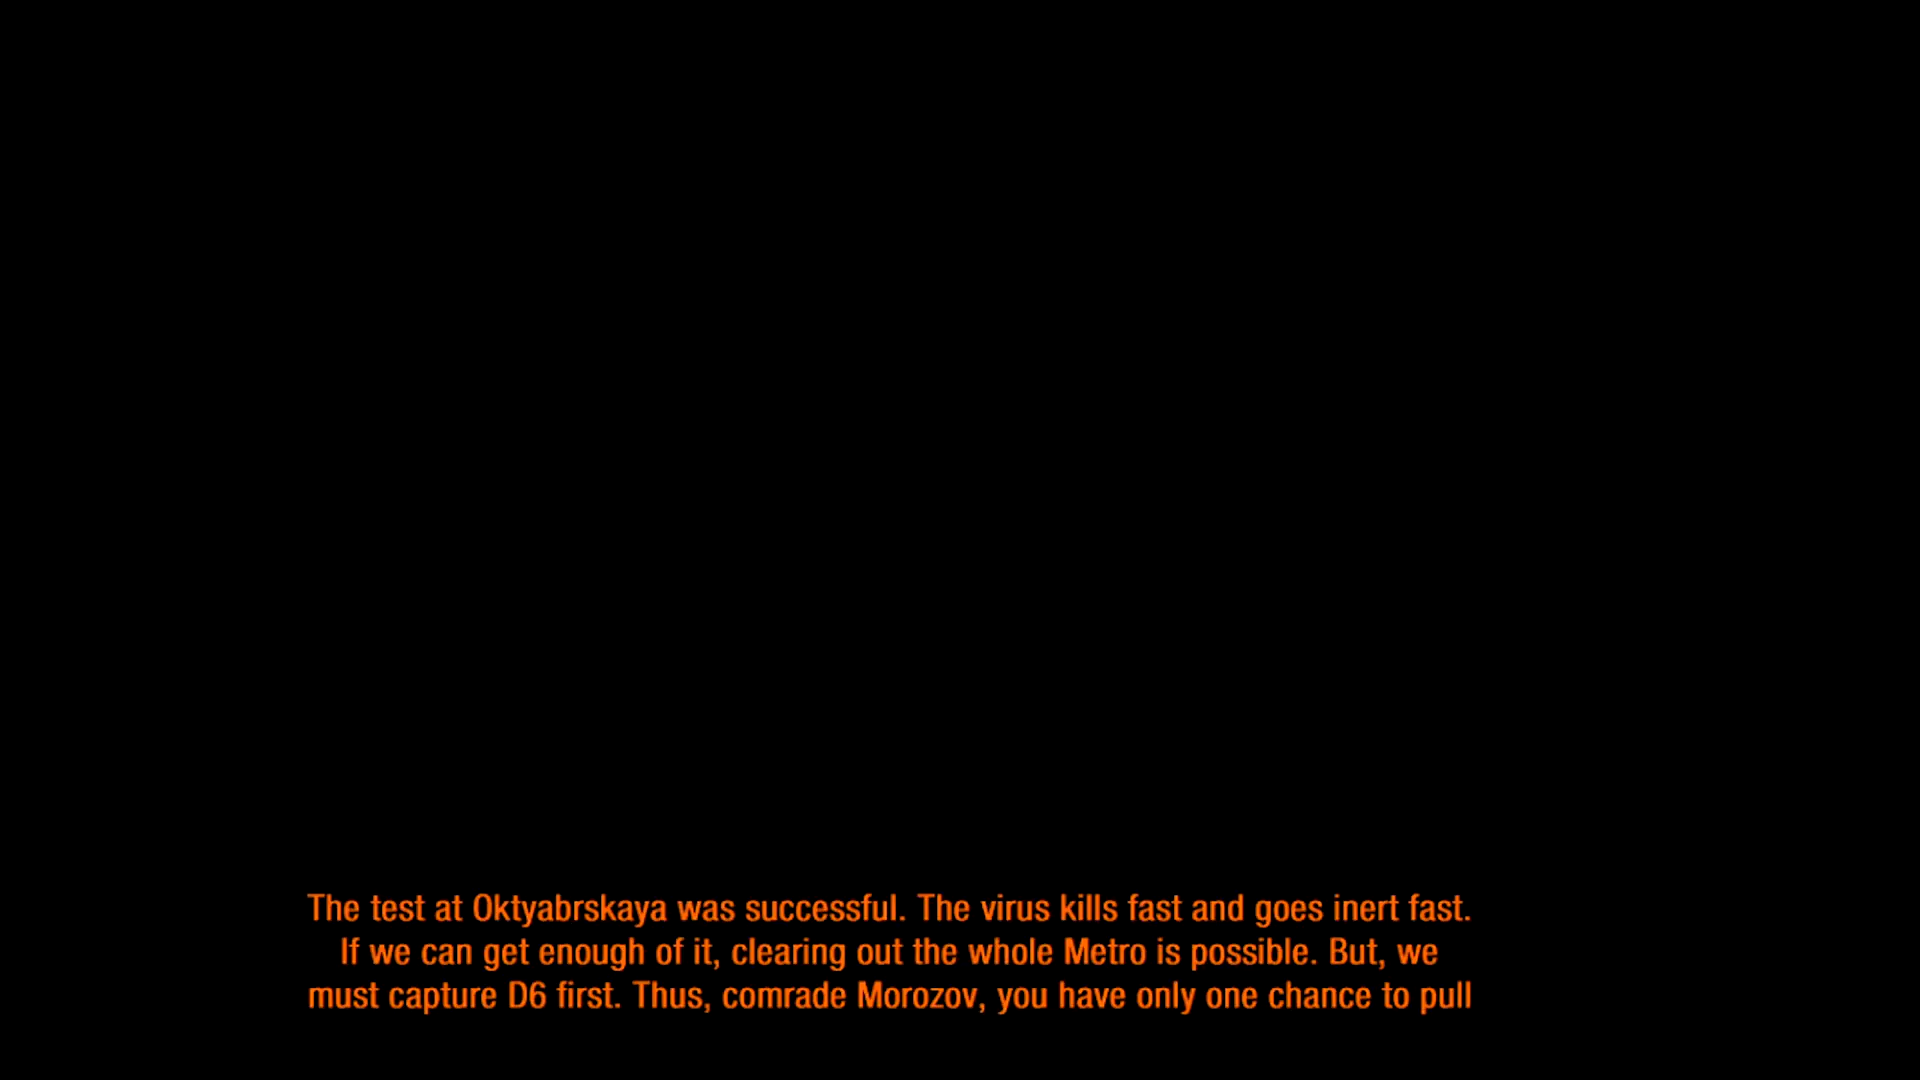 The test at Oktyabrskaya was successful. The virus kills fast and goes inert fast.
If we can get enough of it, clearing out the whole Metro is possible. But, we
must capture D6 first. Thus, comrade Morozov, you have only one chance to pull